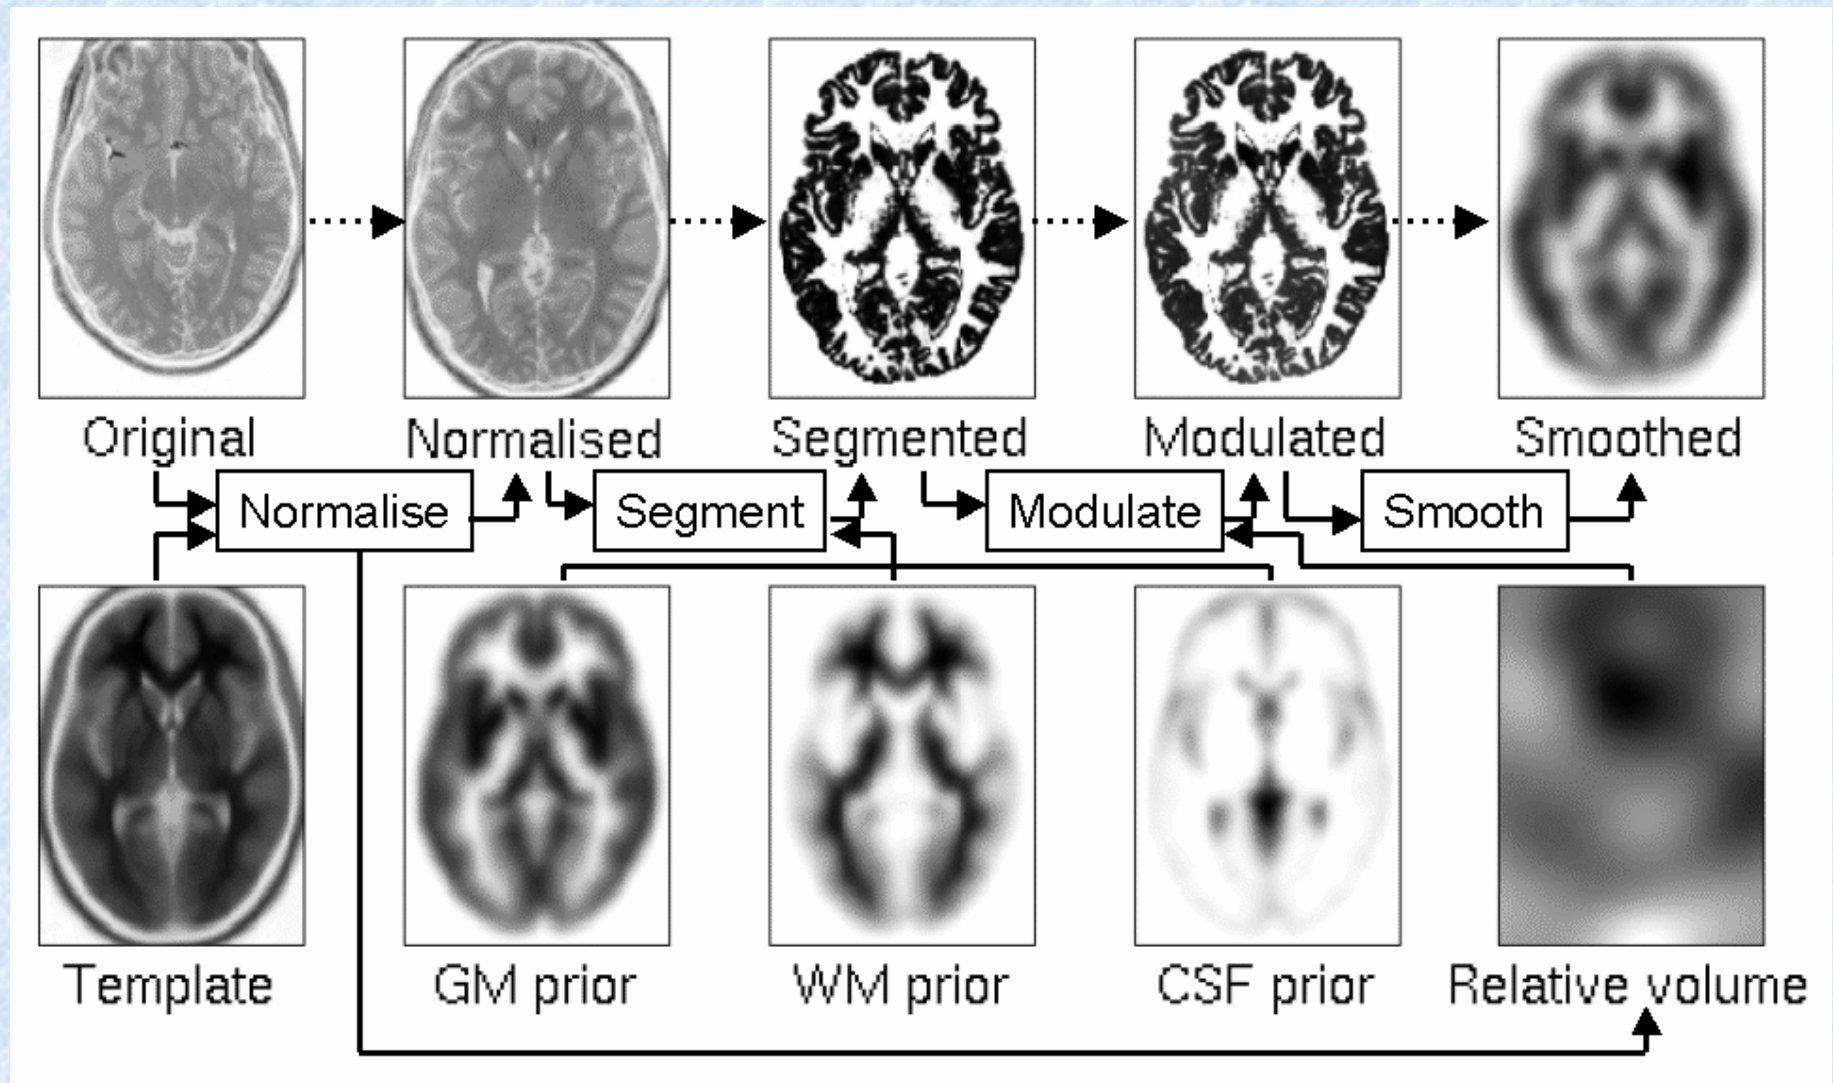 Original
Normalised
Segmented
Modulated
Smoothed
Normalise
Segment
Modulate
Smooth
Template
GM prior
WM prior
CSF prior
Relative volume